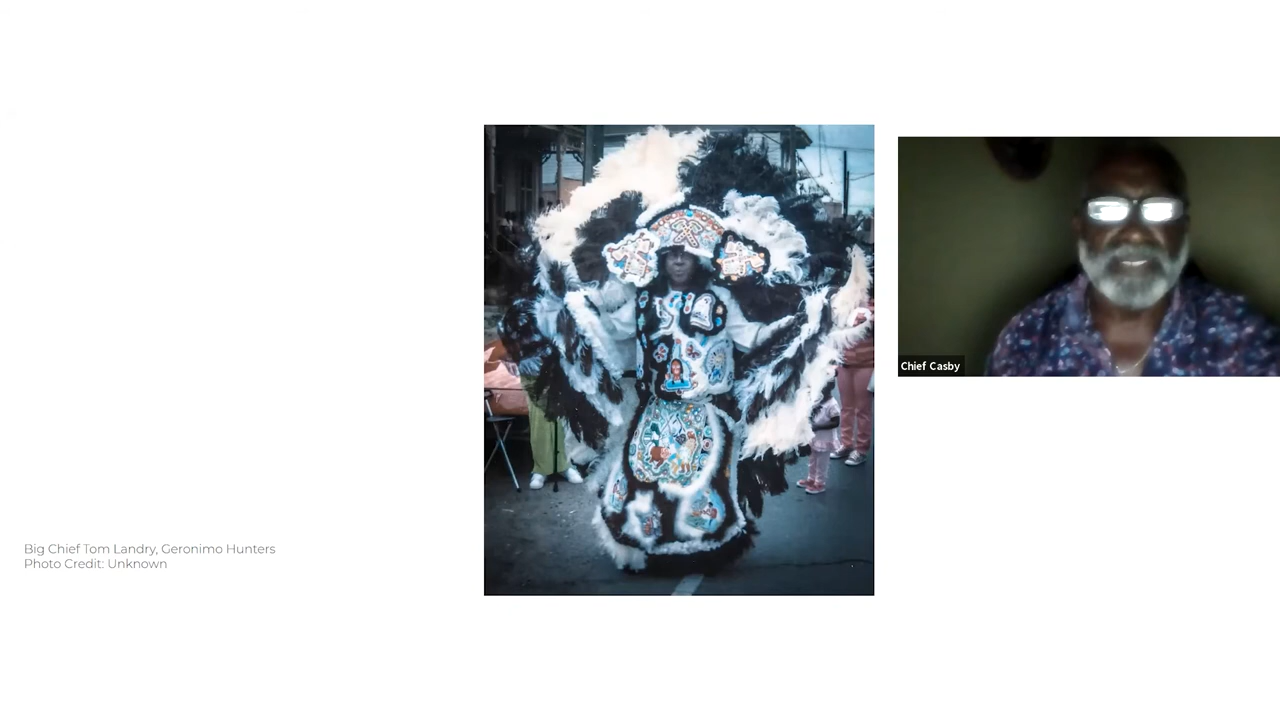 Big Chief Tom Landry, Geronimo Hunters
Photo Credit: Unknown
Chief Casby